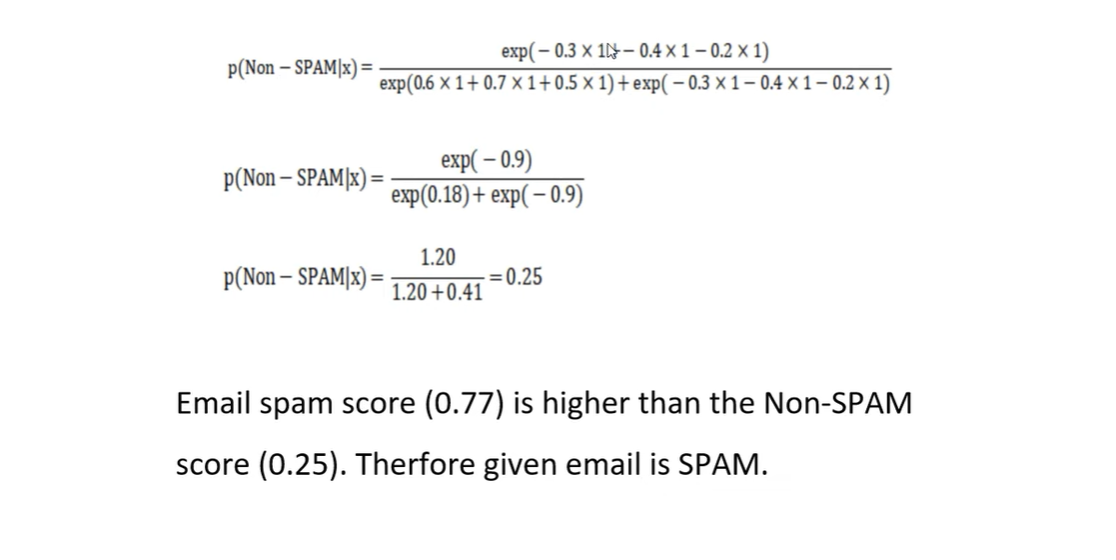 p(Non – SPAM|x) = exp( – 0.3 × 1 – 0.4 × 1 – 0.2 × 1) / exp(0.6 × 1 + 0.7 × 1 + 0.5 × 1) + exp( – 0.3 × 1 – 0.4 × 1 – 0.2 × 1)
p(Non – SPAM|x) = exp( – 0.9) / exp(0.18) + exp( – 0.9)
p(Non – SPAM|x) = 1.20 / 1.20 + 0.41 = 0.25
Email spam score (0.77) is higher than the Non-SPAM
score (0.25). Therfore given email is SPAM.